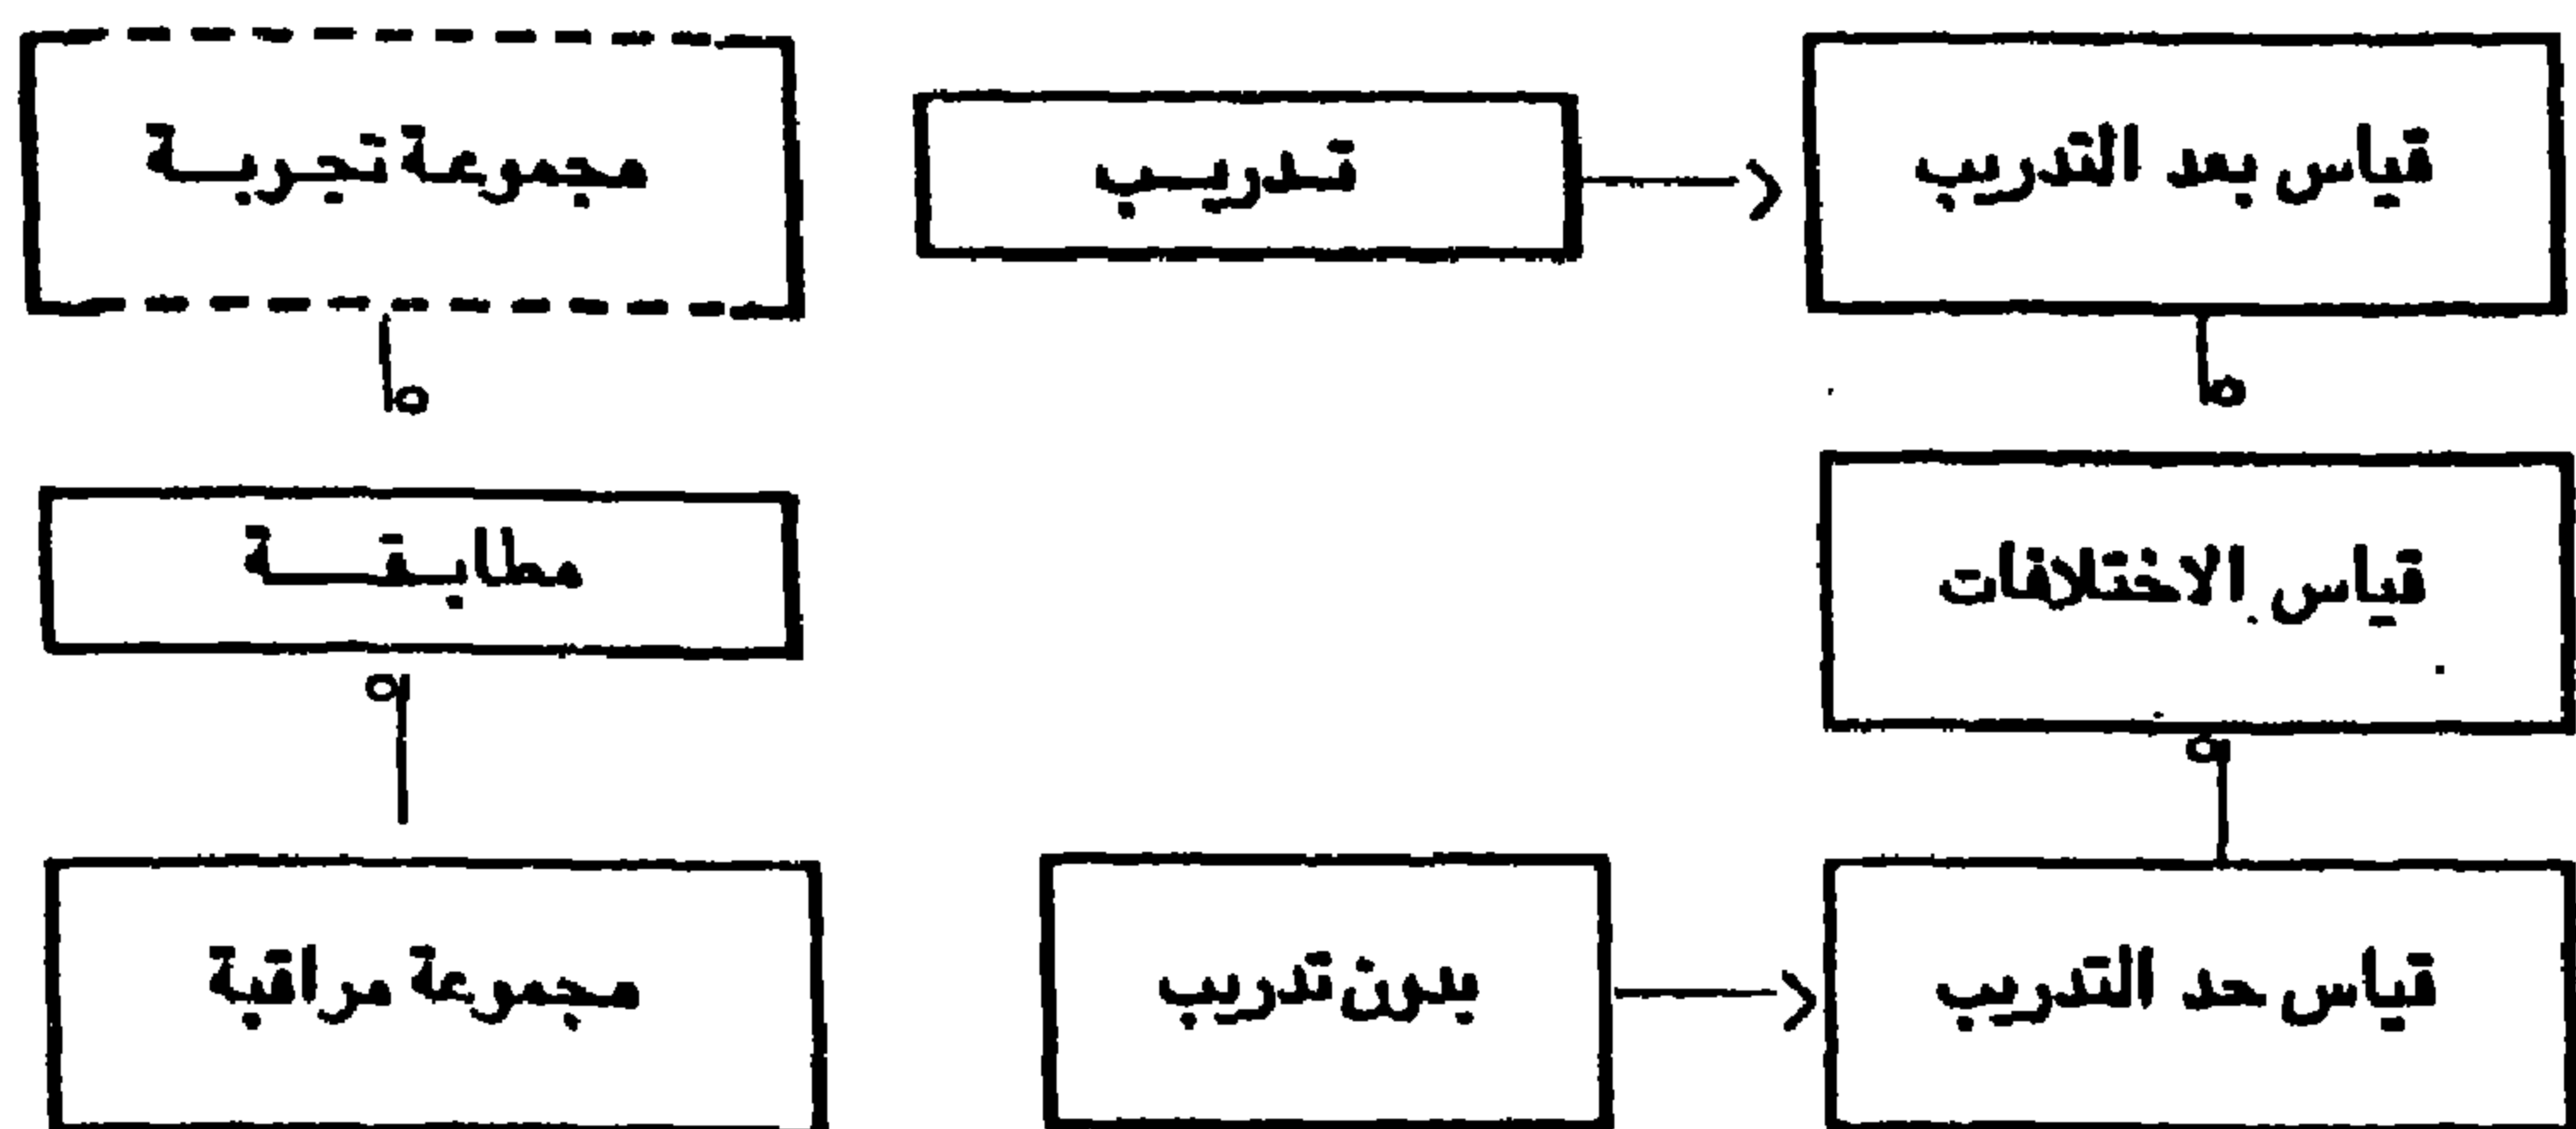 مجموعة تجربة
تدريب
قياس بعد التدريب
مطابقة
قياس الاختلافات
مجموعة مراقبة
بدون تدريب
قياس حد التدريب